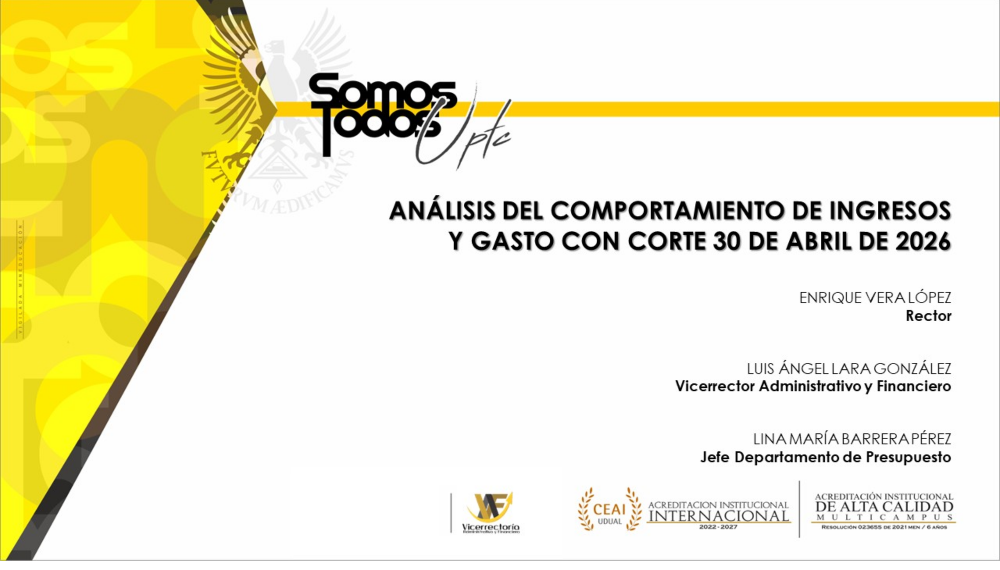 Somos
Todos
Uptc
FVTVRVM ÆDIFICAMVS
VIGILADA MINEDUCACIÓN
ANÁLISIS DEL COMPORTAMIENTO DE INGRESOS
Y GASTO CON CORTE 30 DE ABRIL DE 2026
ENRIQUE VERA LÓPEZ
Rector
LUIS ÁNGEL LARA GONZÁLEZ
Vicerrector Administrativo y Financiero
LINA MARÍA BARRERA PÉREZ
Jefe Departamento de Presupuesto
VAF
Vicerrectoría
Administrativa y Financiera
CEAI
UDUAL
ACREDITACION INSTITUCIONAL
INTERNACIONAL
2022 - 2027
ACREDITACIÓN INSTITUCIONAL
DE ALTA CALIDAD
MULTICAMPUS
RESOLUCIÓN 023655 DE 2021 MEN / 6 AÑOS